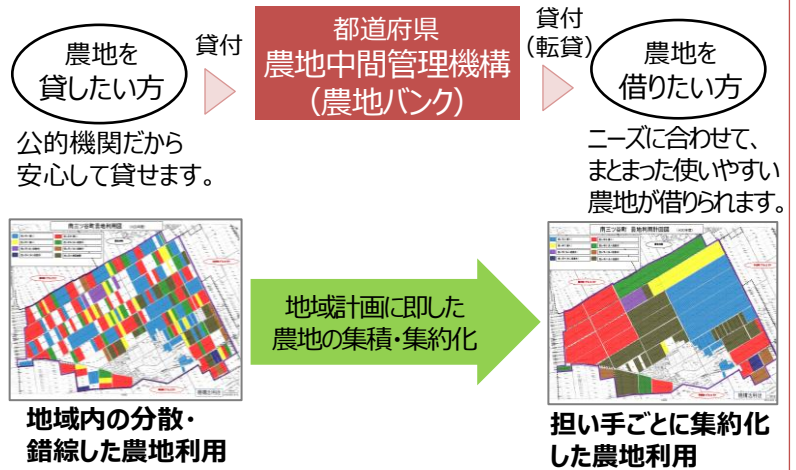 農地を
貸したい方
貸付
都道府県
農地中間管理機構
（農地バンク）
貸付
（転貸）
農地を
借りたい方
公的機関だから
安心して貸せます。
ニーズに合わせて、
まとまった使いやすい
農地が借りられます。
地域計画に即した
農地の集積・集約化
地域内の分散・
錯綜した農地利用
担い手ごとに集約化
した農地利用